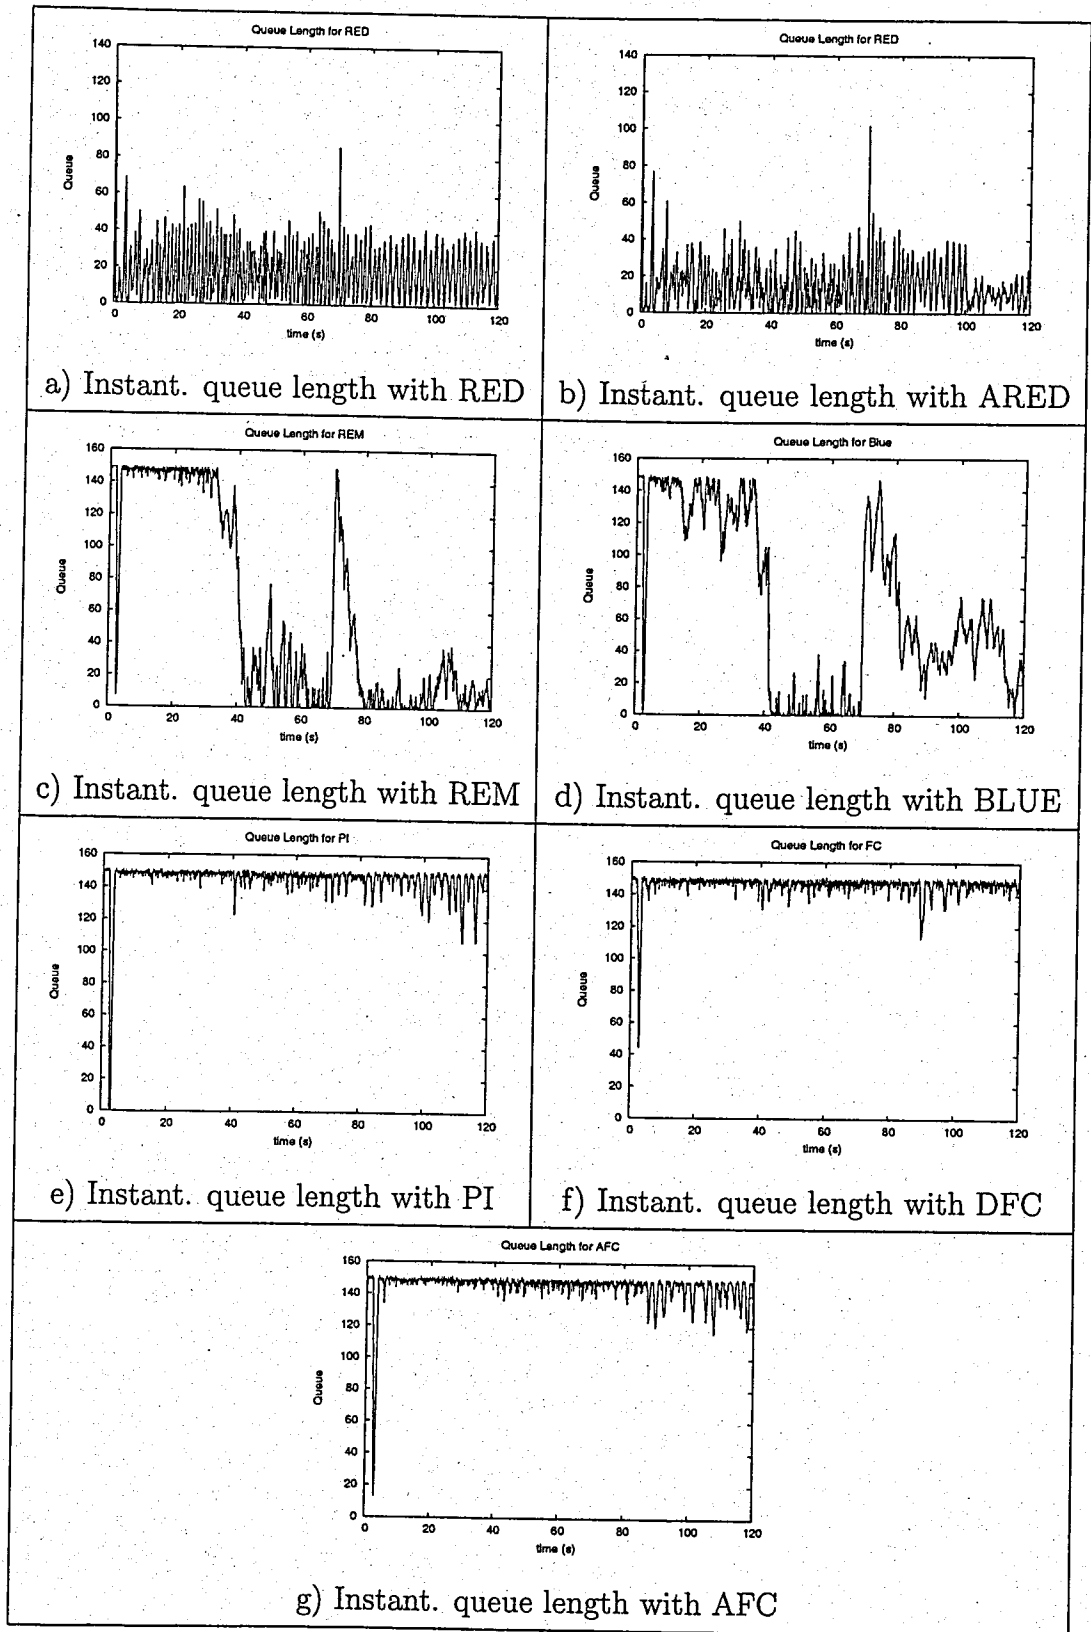 Queue Length for RED
140
120
100
80
60
40
20
0
Queue
0 20 40 60 80 100 120
time (s)
a) Instant. queue length with RED
Queue Length for RED
140
120
100
80
60
40
20
0
Queue
0 20 40 60 80 100 120
time (s)
b) Instant. queue length with ARED
Queue Length for REM
160
140
120
100
80
60
40
20
0
Queue
0 20 40 60 80 100 120
time (s)
c) Instant. queue length with REM
Queue Length for Blue
160
140
120
100
80
60
40
20
0
Queue
0 20 40 60 80 100 120
time (s)
d) Instant. queue length with BLUE
Queue Length for PI
160
140
120
100
80
60
40
20
0
Queue
0 20 40 60 80 100 120
time (s)
e) Instant. queue length with PI
Queue Length for FC
160
140
120
100
80
60
40
20
0
Queue
0 20 40 60 80 100 120
time (s)
f) Instant. queue length with DFC
Queue Length for AFC
160
140
120
100
80
60
40
20
0
Queue
0 20 40 60 80 100 120
time (s)
g) Instant. queue length with AFC